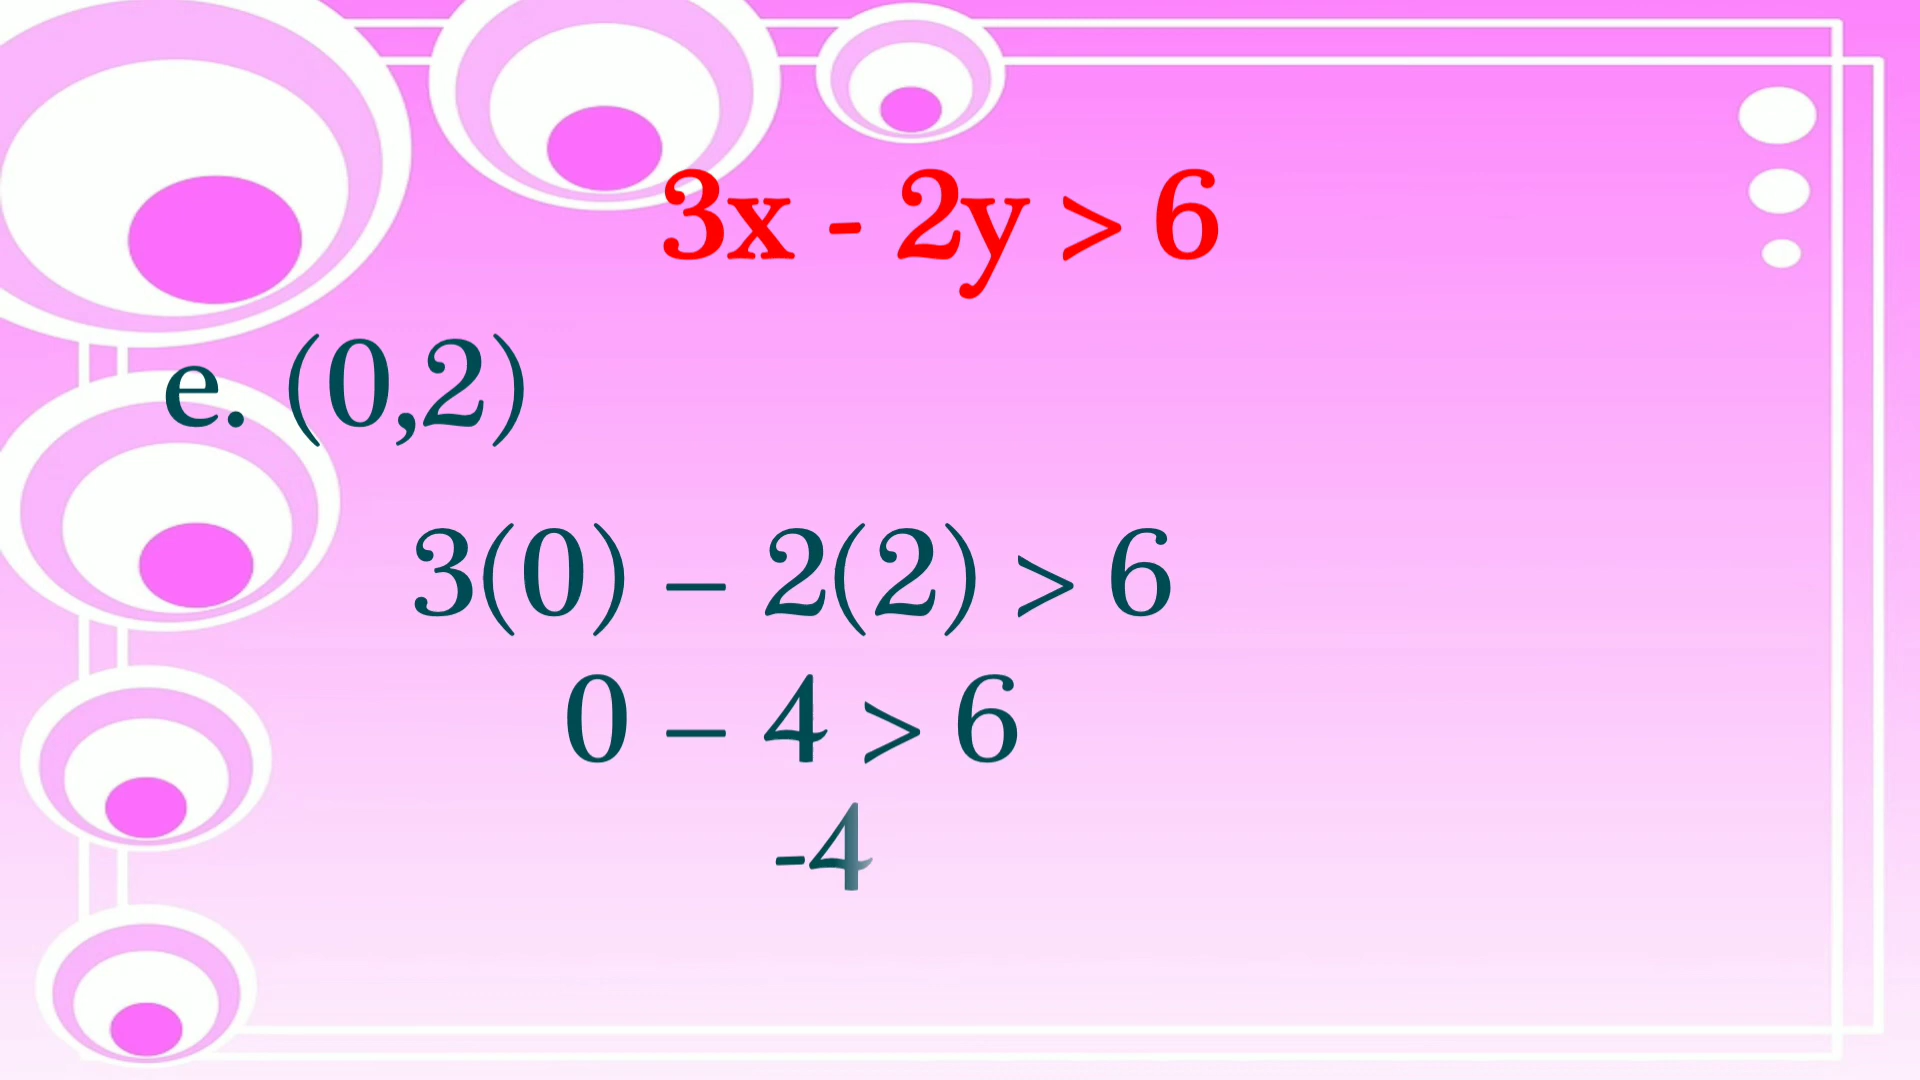 3x - 2y > 6
e. (0,2)
3(0) – 2(2) > 6
0 – 4 > 6
-4